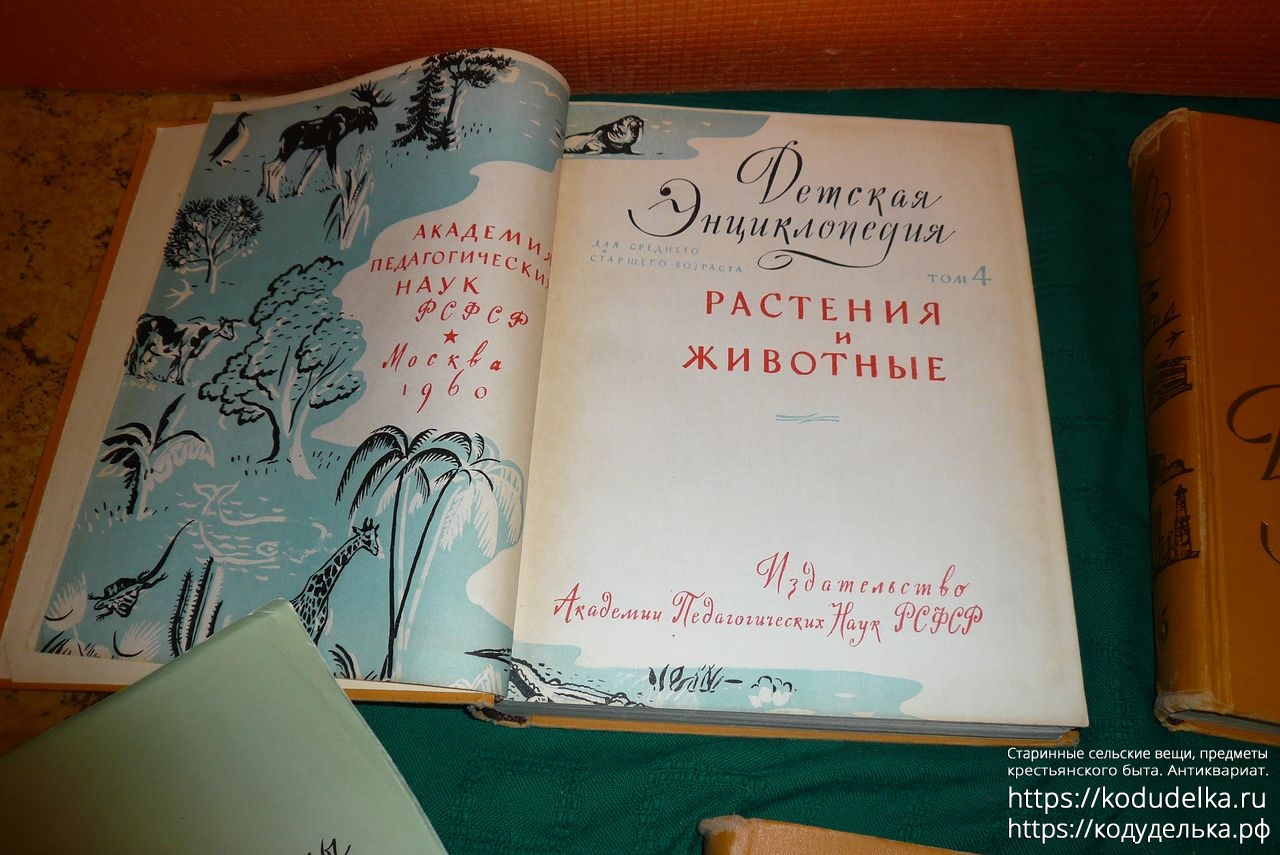 АКАДЕМИЯ
ПЕДАГОГИЧЕСКИХ
НАУК
РСФСР
Москва
1960
Детская
Энциклопедия
ДЛЯ СРЕДНЕГО
И
СТАРШЕГО ВОЗРАСТА
ТОМ 4
РАСТЕНИЯ
И
ЖИВОТНЫЕ
Издательство
Академии Педагогических Наук РСФСР
Старинные сельские вещи, предметы
крестьянского быта. Антиквариат.
https://kodudelka.ru
https://кодуделька.рф